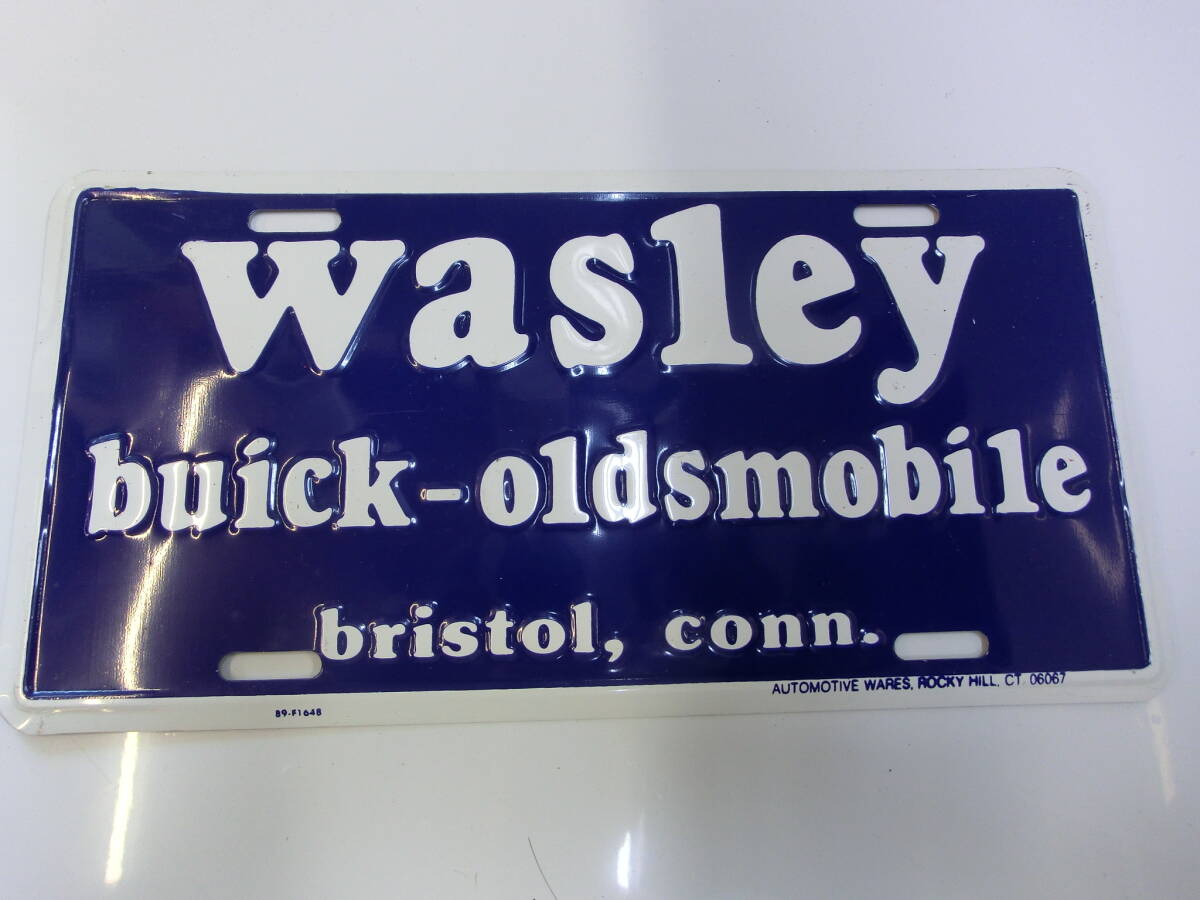 wasley
buick-oldsmobile
bristol, conn.
AUTOMOTIVE WARES, ROCKY HILL, CT 06067
89-F1648